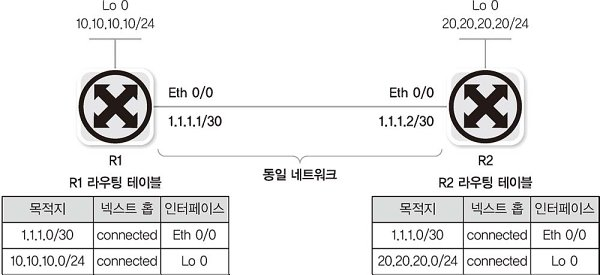 Lo 0 Lo 0
10.10.10.10/24 20.20.20.20/24
Eth 0/0 Eth 0/0
1.1.1.1/30 1.1.1.2/30
R1 동일 네트워크 R2
R1 라우팅 테이블 R2 라우팅 테이블
목적지 넥스트 홉 인터페이스 목적지 넥스트 홉 인터페이스
1.1.1.0/30 connected Eth 0/0 1.1.1.0/30 connected Eth 0/0
10.10.10.0/24 connected Lo 0 20.20.20.0/24 connected Lo 0